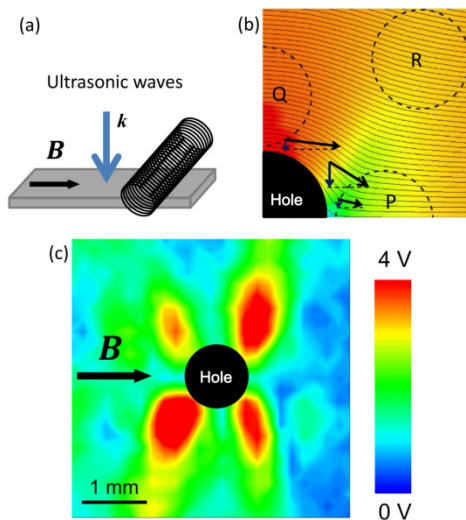 (a)
Ultrasonic waves
k
B
(b)
R
Q
P
Hole
(c)
B
Hole
1 mm
4 V
0 V